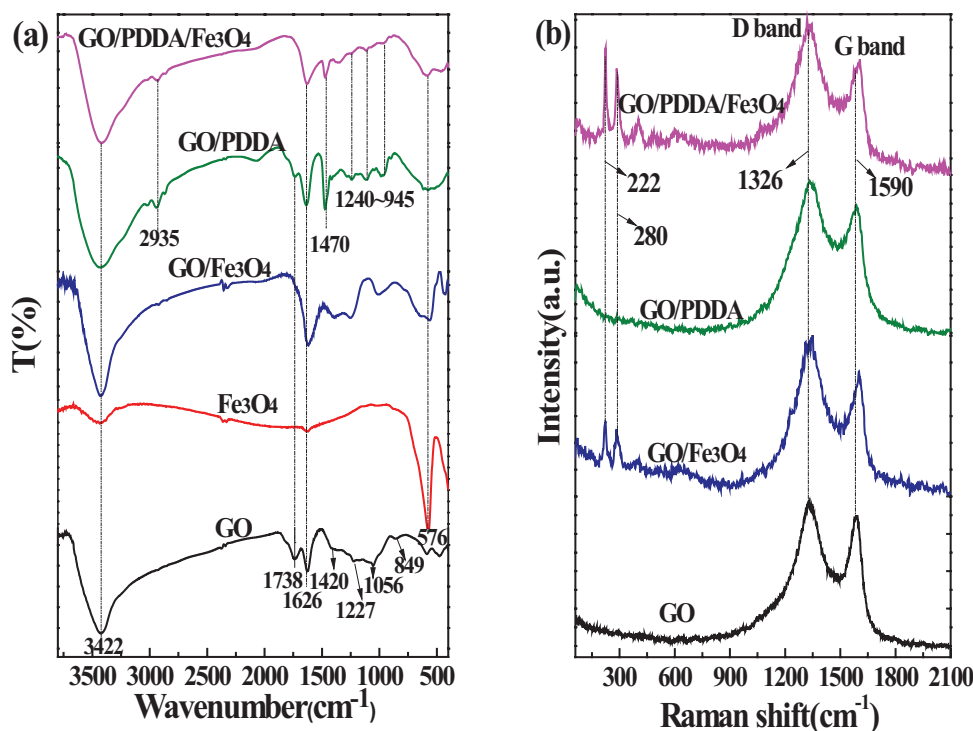 (a)
GO/PDDA/Fe3O4
GO/PDDA
2935
1470
1240~945
GO/Fe3O4
Fe3O4
GO
576
1738
1420
849
1626
1056
1227
3422
T(%)
3500 3000 2500 2000 1500 1000 500
Wavenumber(cm-1)
(b)
D band
G band
GO/PDDA/Fe3O4
222
1326
1590
280
GO/PDDA
GO/Fe3O4
GO
Intensity(a.u.)
300 600 900 1200 1500 1800 2100
Raman shift(cm-1)